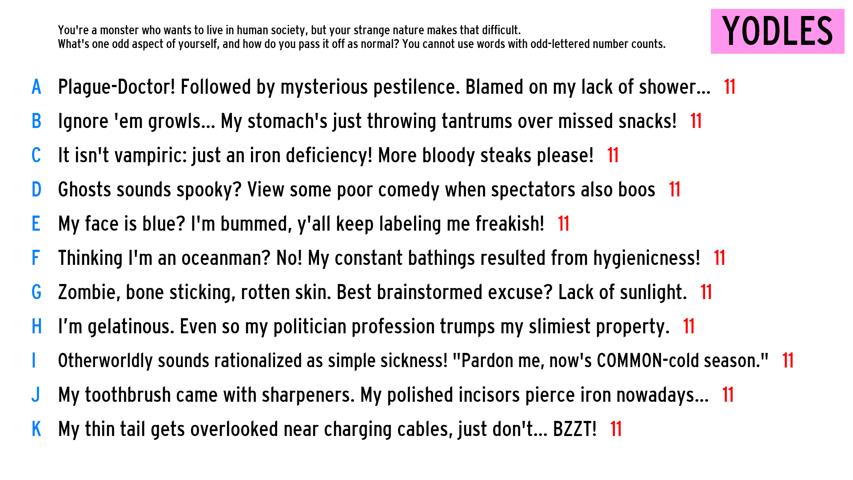 You're a monster who wants to live in human society, but your strange nature makes that difficult.
What's one odd aspect of yourself, and how do you pass it off as normal? You cannot use words with odd-lettered number counts.
YODLES
A Plague-Doctor! Followed by mysterious pestilence. Blamed on my lack of shower... 11
B Ignore 'em growls... My stomach's just throwing tantrums over missed snacks! 11
C It isn't vampiric: just an iron deficiency! More bloody steaks please! 11
D Ghosts sounds spooky? View some poor comedy when spectators also boos 11
E My face is blue? I'm bummed, y'all keep labeling me freakish! 11
F Thinking I'm an oceanman? No! My constant bathings resulted from hygienicness! 11
G Zombie, bone sticking, rotten skin. Best brainstormed excuse? Lack of sunlight. 11
H I'm gelatinous. Even so my politician profession trumps my slimiest property. 11
I Otherworldly sounds rationalized as simple sickness! "Pardon me, now's COMMON-cold season." 11
J My toothbrush came with sharpeners. My polished incisors pierce iron nowadays... 11
K My thin tail gets overlooked near charging cables, just don't... BZZT! 11